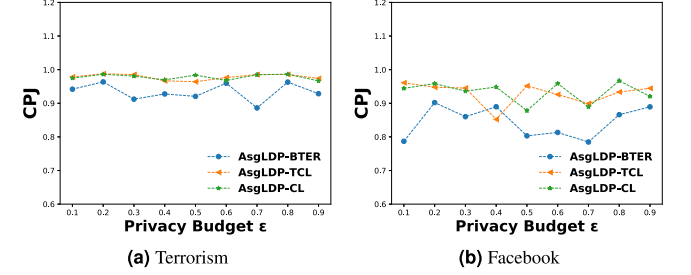 1.2
1.1
1.0
0.9
0.8
0.7
0.6
CPJ
AsgLDP-BTER
AsgLDP-TCL
AsgLDP-CL
0.1 0.2 0.3 0.4 0.5 0.6 0.7 0.8 0.9
Privacy Budget ε
(a) Terrorism
1.2
1.1
1.0
0.9
0.8
0.7
0.6
CPJ
AsgLDP-BTER
AsgLDP-TCL
AsgLDP-CL
0.1 0.2 0.3 0.4 0.5 0.6 0.7 0.8 0.9
Privacy Budget ε
(b) Facebook